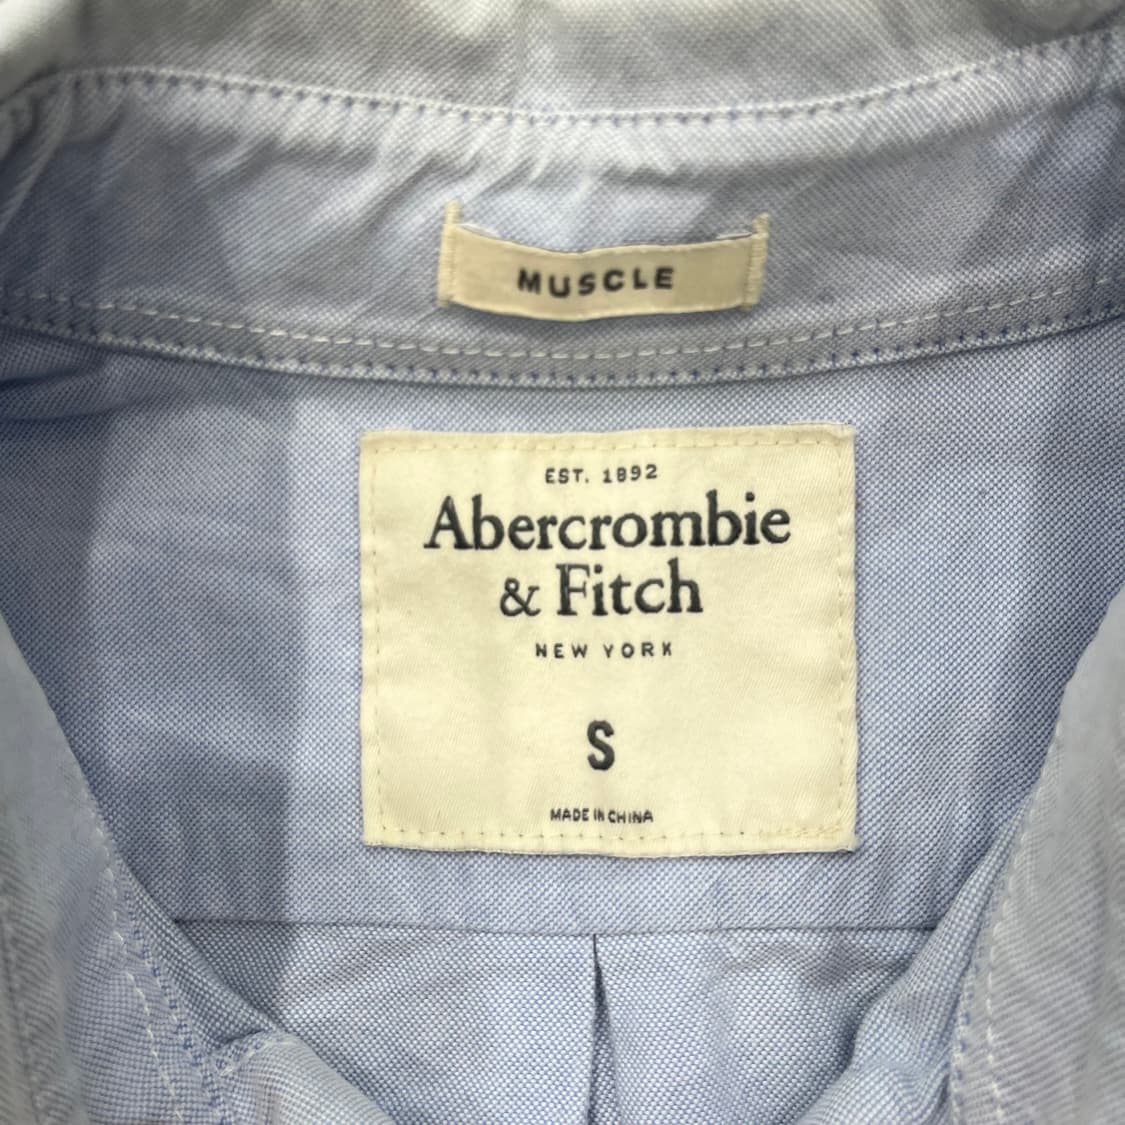 MUSCLE
EST. 1892
Abercrombie
& Fitch
NEW YORK
S
MADE IN CHINA